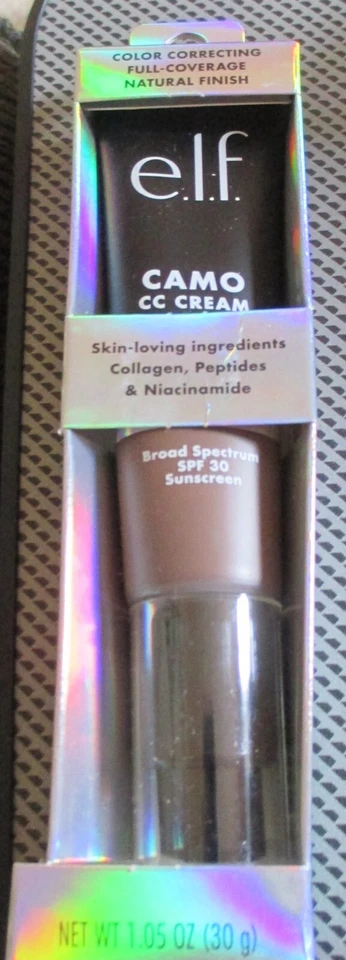 COLOR CORRECTING
FULL-COVERAGE
NATURAL FINISH
e.l.f.
CAMO
CC CREAM
Skin-loving ingredients
Collagen, Peptides
& Niacinamide
Broad Spectrum
SPF 30
Sunscreen
NET WT 1.05 OZ (30 g)